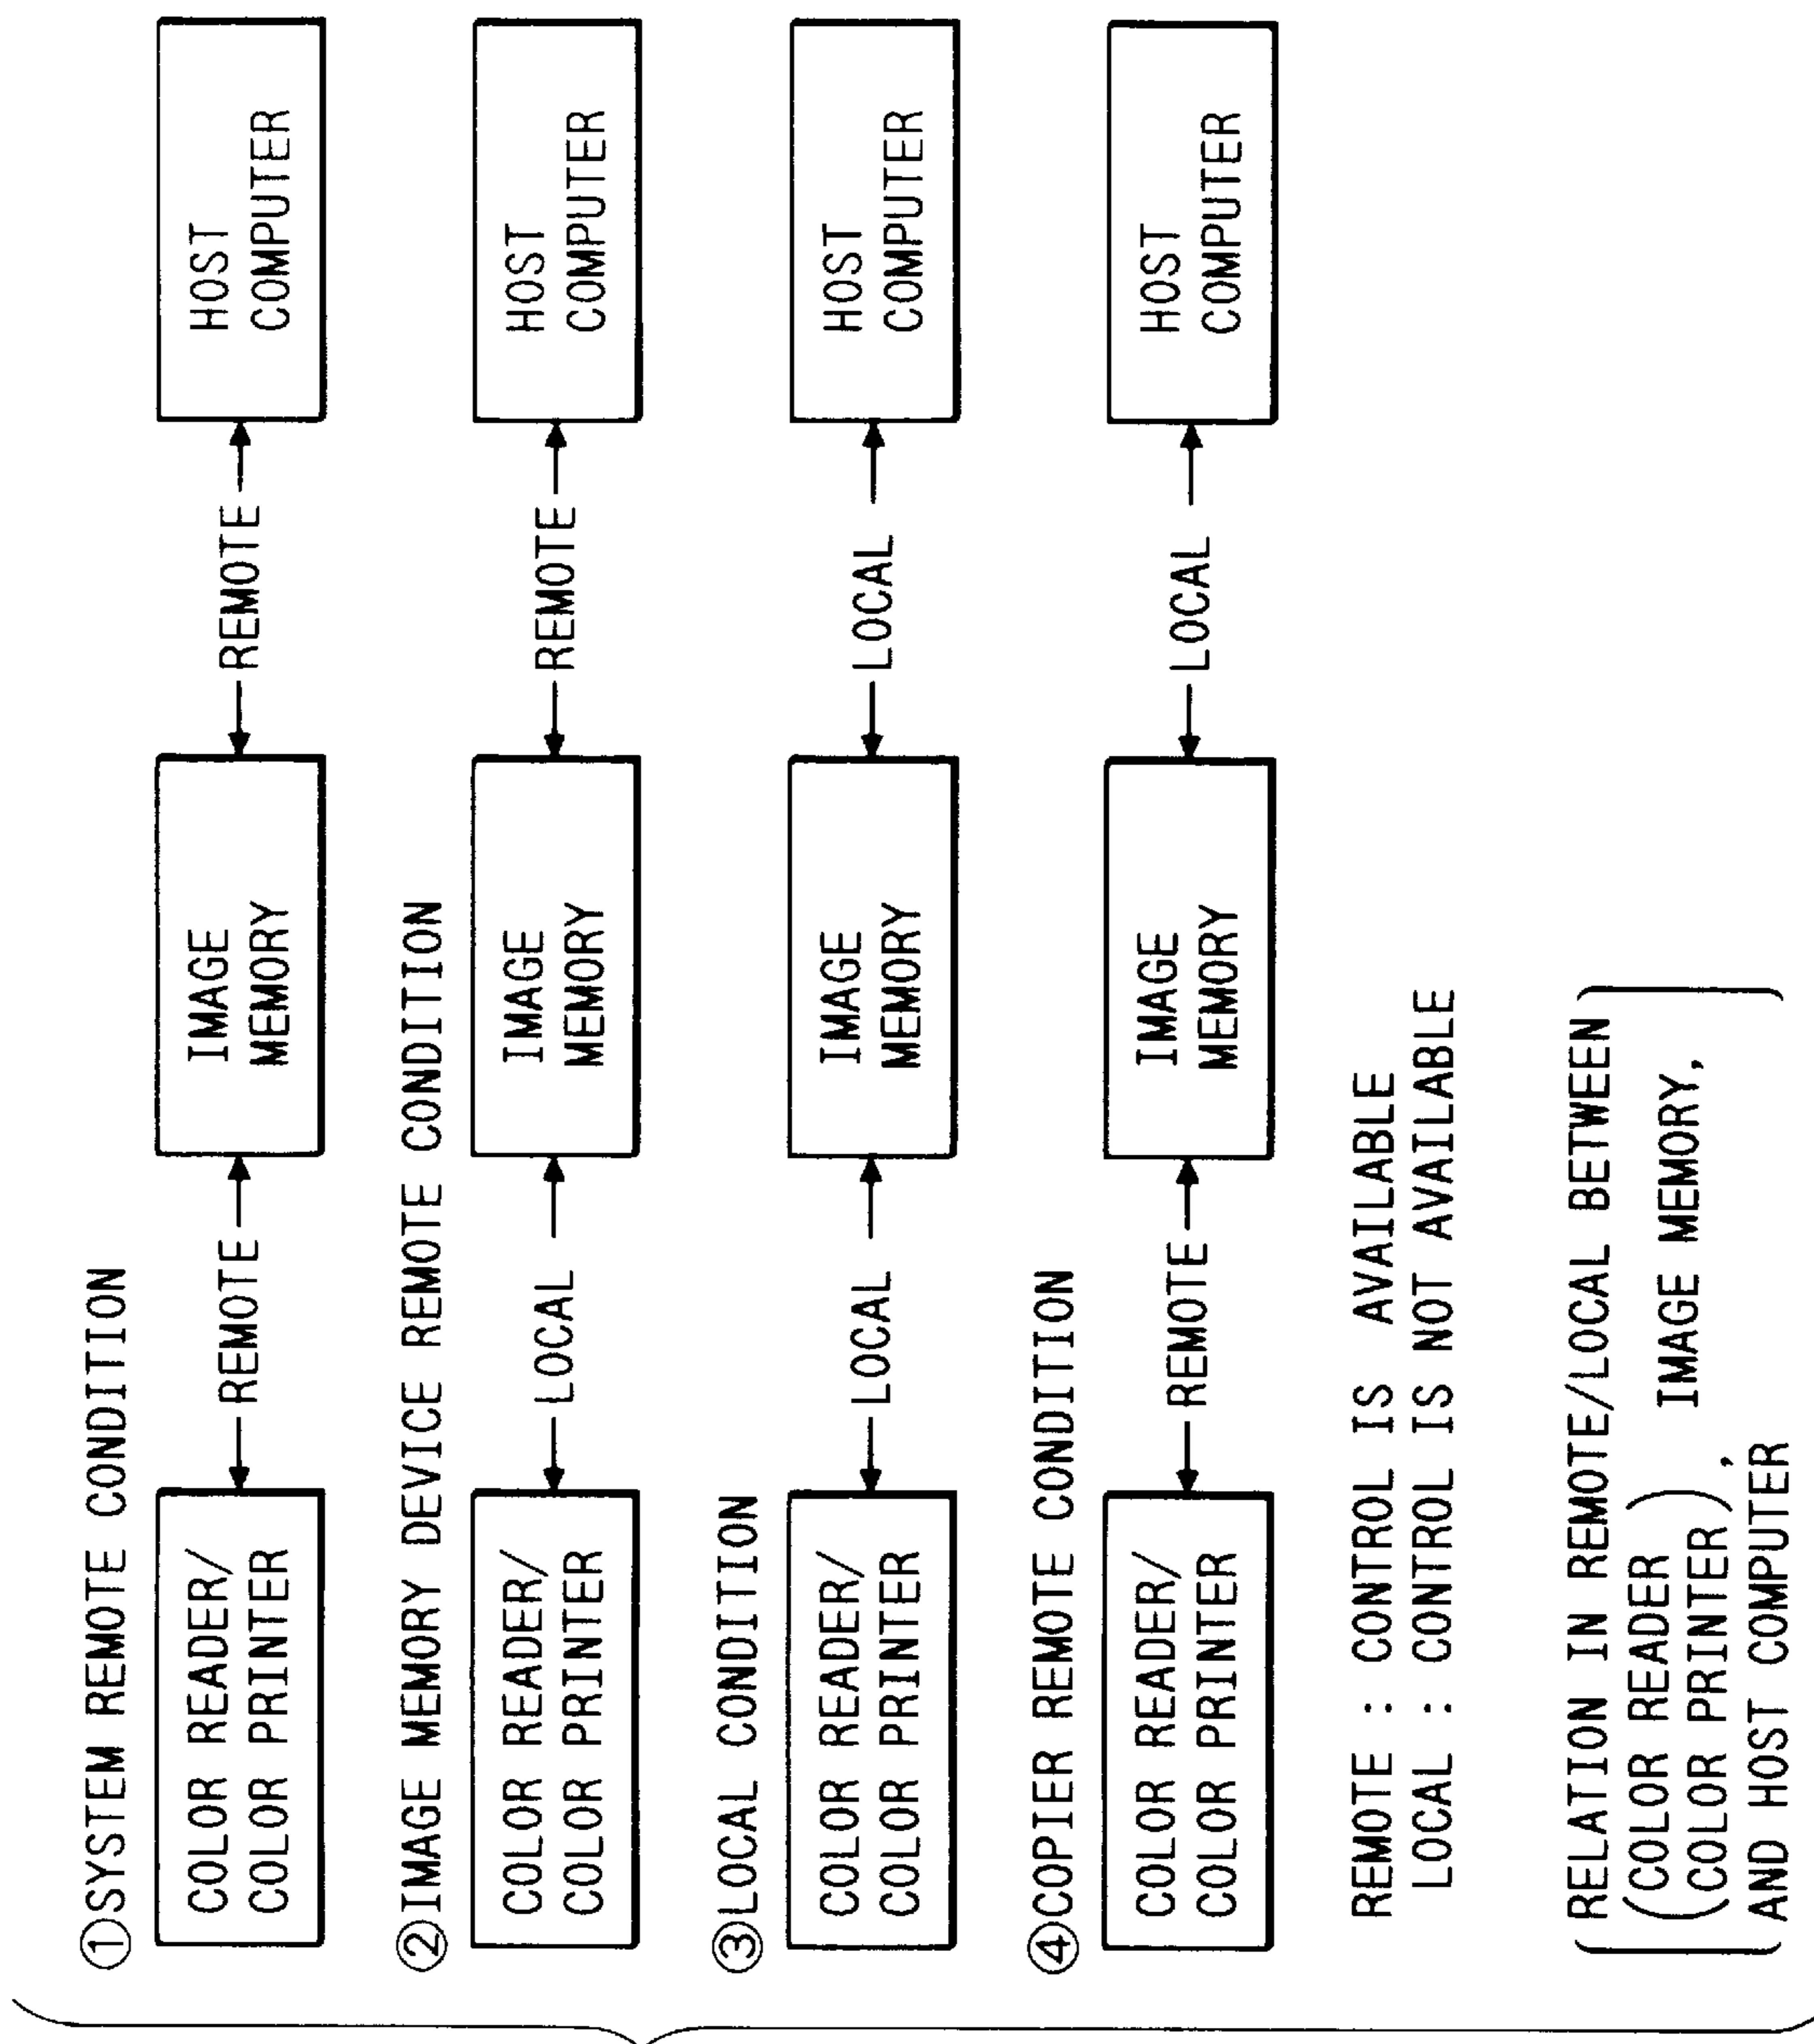 ①SYSTEM REMOTE CONDITION
COLOR READER/
COLOR PRINTER
REMOTE
IMAGE
MEMORY
REMOTE
HOST
COMPUTER
②IMAGE MEMORY DEVICE REMOTE CONDITION
COLOR READER/
COLOR PRINTER
LOCAL
IMAGE
MEMORY
REMOTE
HOST
COMPUTER
③LOCAL CONDITION
COLOR READER/
COLOR PRINTER
LOCAL
IMAGE
MEMORY
LOCAL
HOST
COMPUTER
④COPIER REMOTE CONDITION
COLOR READER/
COLOR PRINTER
REMOTE
IMAGE
MEMORY
LOCAL
HOST
COMPUTER
REMOTE : CONTROL IS AVAILABLE
LOCAL : CONTROL IS NOT AVAILABLE
RELATION IN REMOTE/LOCAL BETWEEN
(COLOR READER
COLOR PRINTER), IMAGE MEMORY,
AND HOST COMPUTER